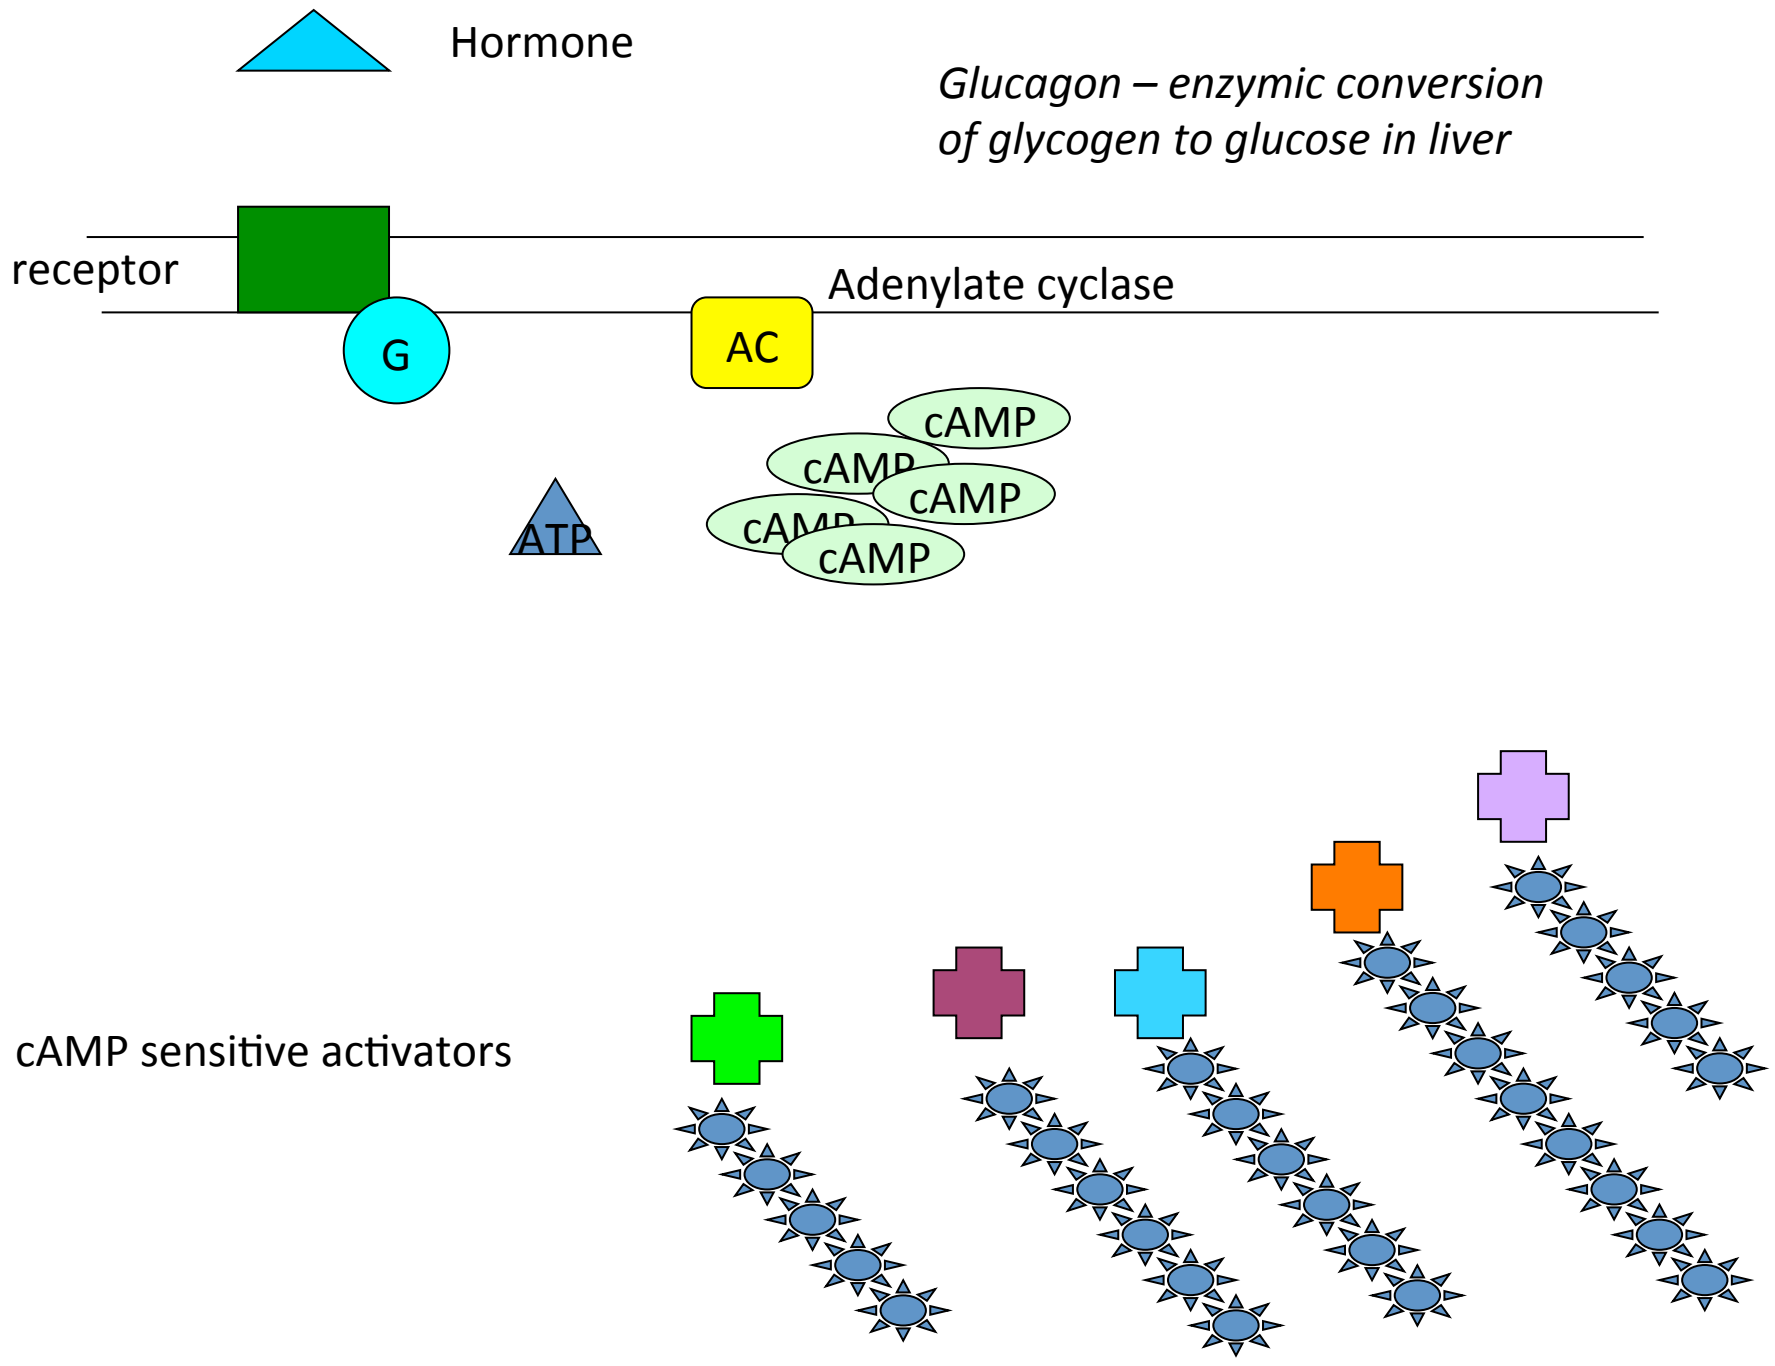 Hormone
Glucagon – enzymic conversion
of glycogen to glucose in liver
receptor
Adenylate cyclase
G
AC
cAMP
cAMP
cAMP
cAMP
cAMP
ATP
cAMP sensitive activators